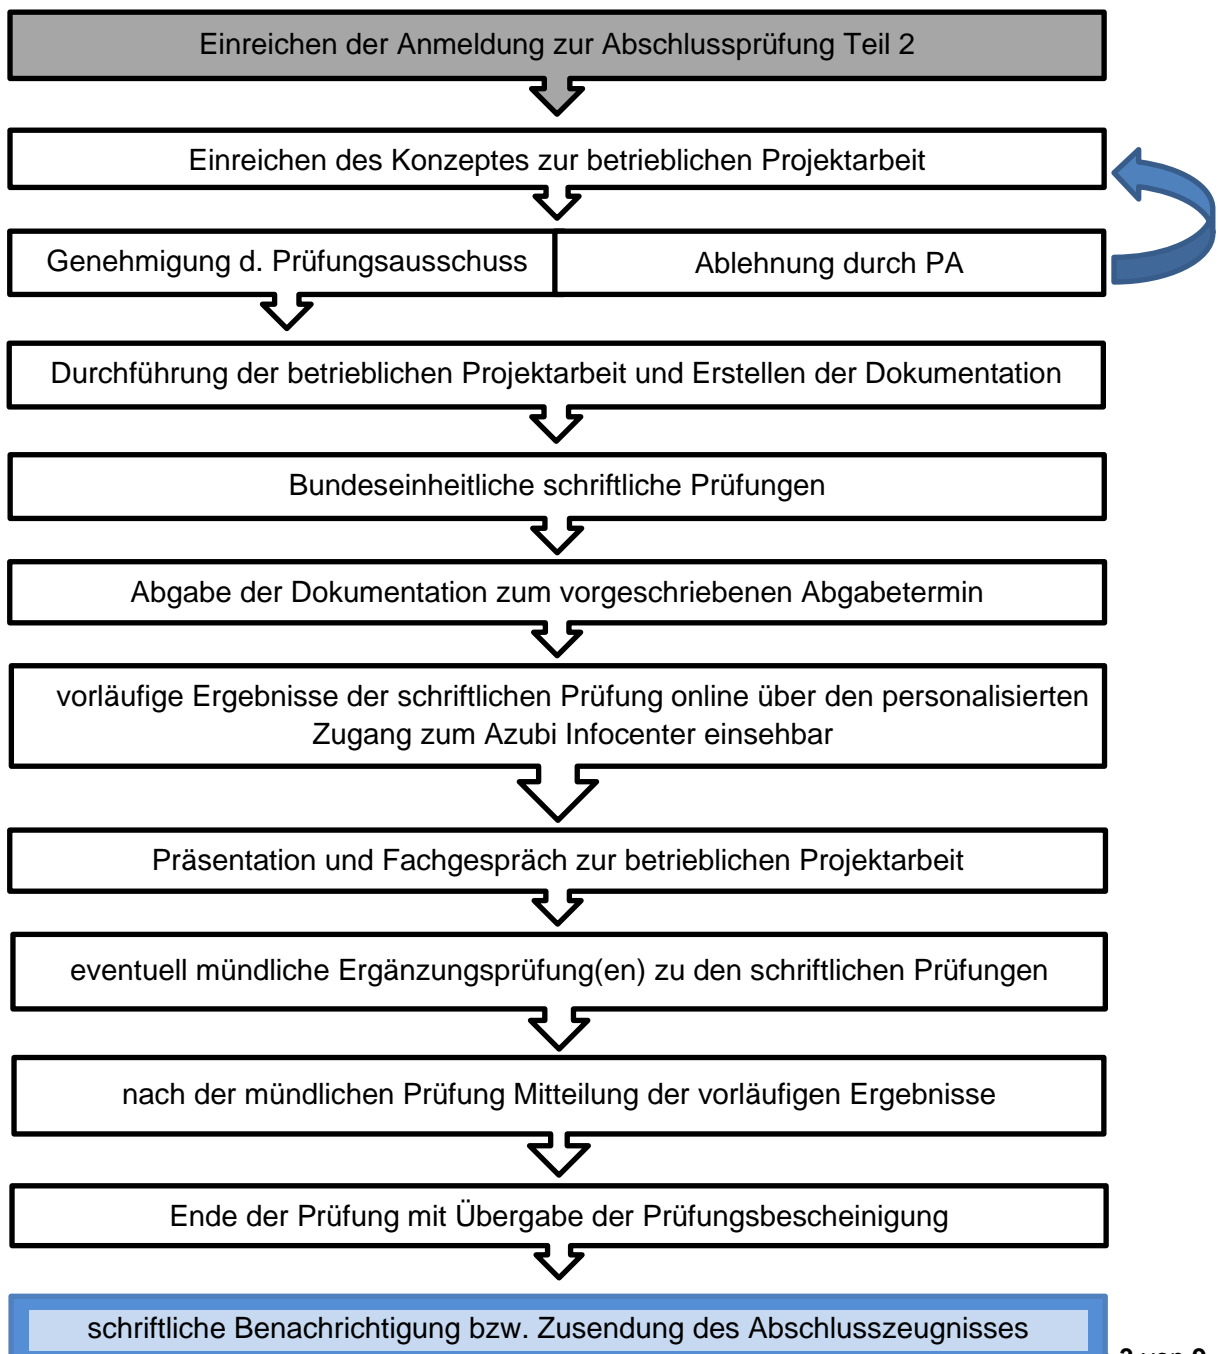 Einreichen der Anmeldung zur Abschlussprüfung Teil 2
Einreichen des Konzeptes zur betrieblichen Projektarbeit
Genehmigung d. Prüfungsausschuss
Ablehnung durch PA
Durchführung der betrieblichen Projektarbeit und Erstellen der Dokumentation
Bundeseinheitliche schriftliche Prüfungen
Abgabe der Dokumentation zum vorgeschriebenen Abgabetermin
vorläufige Ergebnisse der schriftlichen Prüfung online über den personalisierten
Zugang zum Azubi Infocenter einsehbar
Präsentation und Fachgespräch zur betrieblichen Projektarbeit
eventuell mündliche Ergänzungsprüfung(en) zu den schriftlichen Prüfungen
nach der mündlichen Prüfung Mitteilung der vorläufigen Ergebnisse
Ende der Prüfung mit Übergabe der Prüfungsbescheinigung
schriftliche Benachrichtigung bzw. Zusendung des Abschlusszeugnisses
von